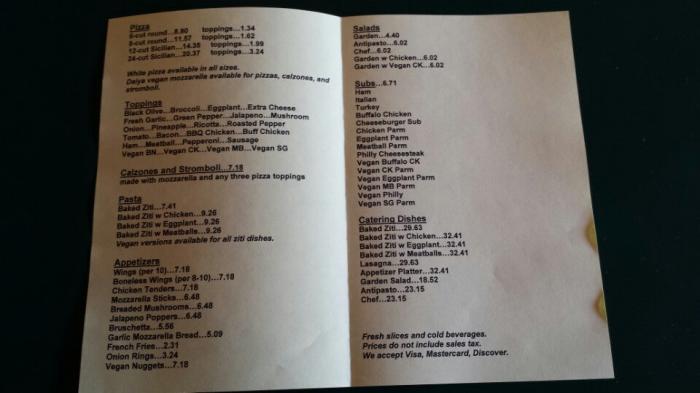 Pizza
6-cut round...8.80 toppings...1.34
8-cut round...11.57 toppings...1.62
12-cut Sicilian...14.35 toppings...1.99
24-cut Sicilian...20.37 toppings...3.24
White pizza available in all sizes.
Daiya vegan mozzarella available for pizzas, calzones, and
stromboli.
Toppings
Black Olive...Broccoli...Eggplant...Extra Cheese
Fresh Garlic...Green Pepper...Jalapeno...Mushroom
Onion...Pineapple...Ricotta...Roasted Pepper
Tomato...Bacon...BBQ Chicken...Buff Chicken
Ham...Meatball...Pepperoni...Sausage
Vegan BN...Vegan CK...Vegan MB...Vegan SG
Calzones and Stromboli...7.18
made with mozzarella and any three pizza toppings
Pasta
Baked Ziti...7.41
Baked Ziti w Chicken...9.26
Baked Ziti w Eggplant...9.26
Baked Ziti w Meatballs...9.26
Vegan versions available for all ziti dishes.
Appetizers
Wings (per 10)...7.18
Boneless Wings (per 8-10)...7.18
Chicken Tenders...7.18
Mozzarella Sticks...6.48
Breaded Mushrooms...6.48
Jalapeno Poppers...6.48
Bruschetta...5.56
Garlic Mozzarella Bread...5.09
French Fries...2.31
Onion Rings...3.24
Vegan Nuggets...7.18
Salads
Garden...4.40
Antipasto...6.02
Chef...6.02
Garden w Chicken...6.02
Garden w Vegan CK...6.02
Subs...6.71
Ham
Italian
Turkey
Buffalo Chicken
Cheeseburger Sub
Chicken Parm
Eggplant Parm
Meatball Parm
Philly Cheesesteak
Vegan Buffalo CK
Vegan CK Parm
Vegan Eggplant Parm
Vegan MB Parm
Vegan Philly
Vegan SG Parm
Catering Dishes
Baked Ziti...29.63
Baked Ziti w Chicken...32.41
Baked Ziti w Eggplant...32.41
Baked Ziti w Meatballs...32.41
Lasagna...29.63
Appetizer Platter...32.41
Garden Salad...18.52
Antipasto...23.15
Chef...23.15
Fresh slices and cold beverages.
Prices do not include sales tax.
We accept Visa, Mastercard, Discover.